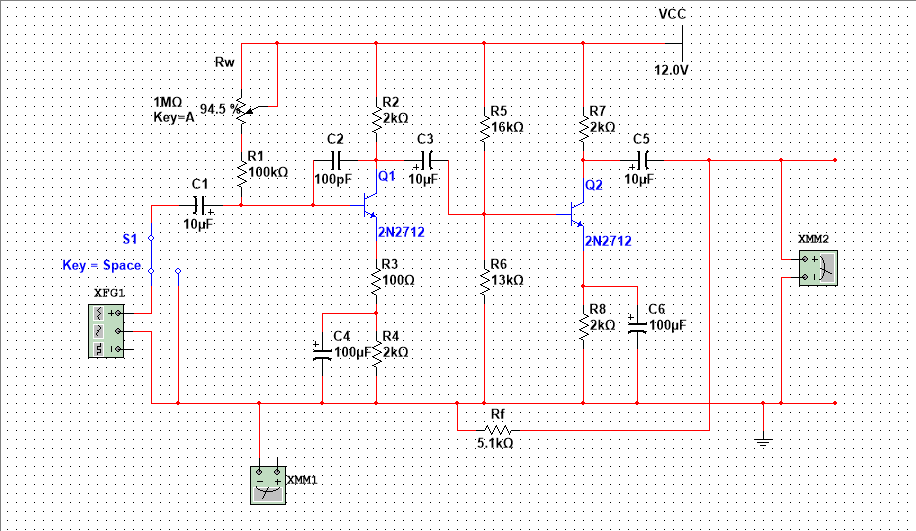 VCC
12.0V
Rw
1MΩ
Key=A
94.5 %
R2
2kΩ
R5
16kΩ
R7
2kΩ
C2
100pF
C3
10µF
C5
10µF
R1
100kΩ
Q1
2N2712
Q2
2N2712
C1
10µF
S1
Key = Space
XFG1
R3
100Ω
R6
13kΩ
XMM2
C4
100µF
R4
2kΩ
R8
2kΩ
C6
100µF
Rf
5.1kΩ
XMM1